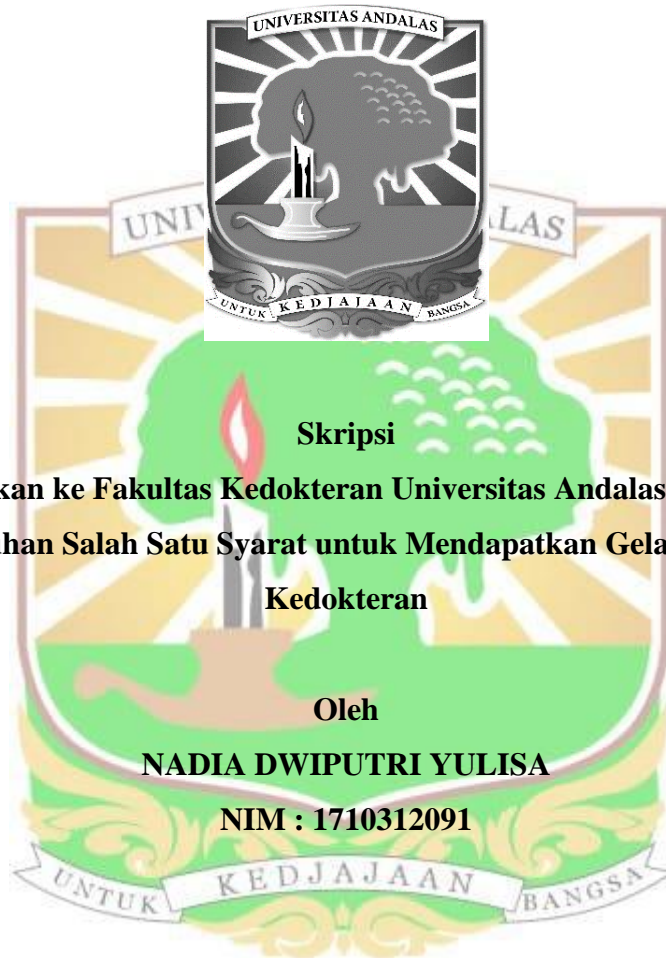 UNIVERSITAS ANDALAS
UNTUK KEDJAJAAN BANGSA
UNIV LAS
Skripsi
kan ke Fakultas Kedokteran Universitas Andalas
han Salah Satu Syarat untuk Mendapatkan Gela
Kedokteran
Oleh
NADIA DWIPUTRI YULISA
NIM : 1710312091
UNTUK KEDJAJAAN BANGSA